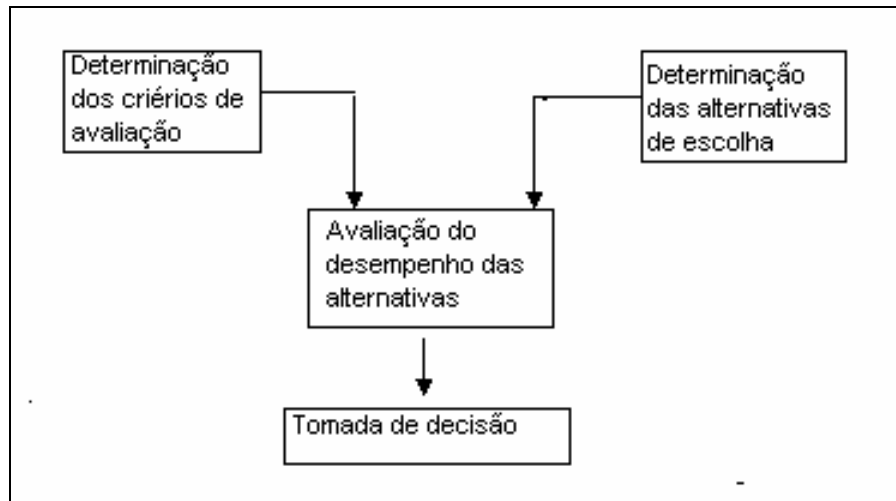 Determinação
dos criérios de
avaliação
Determinação
das alternativas
de escolha
Avaliação do
desempenho das
alternativas
Tomada de decisão